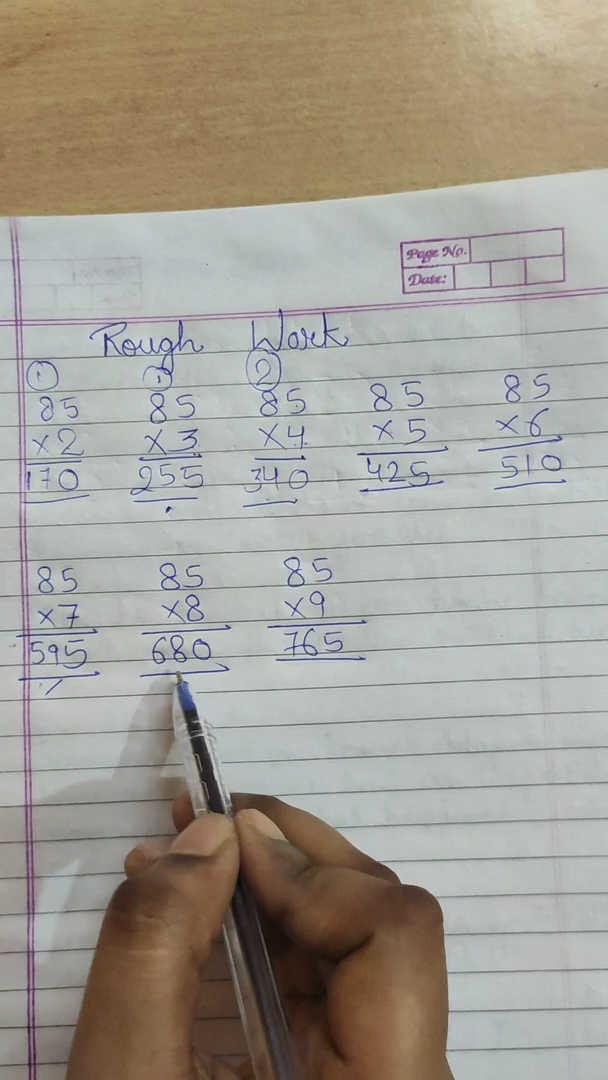 Page No.
Date:
Rough Work
1 1 2
85 85 85 85 85
×2 ×3 ×4 ×5 ×6
170 255 340 425 510
85 85 85
×7 ×8 ×9
595 680 765